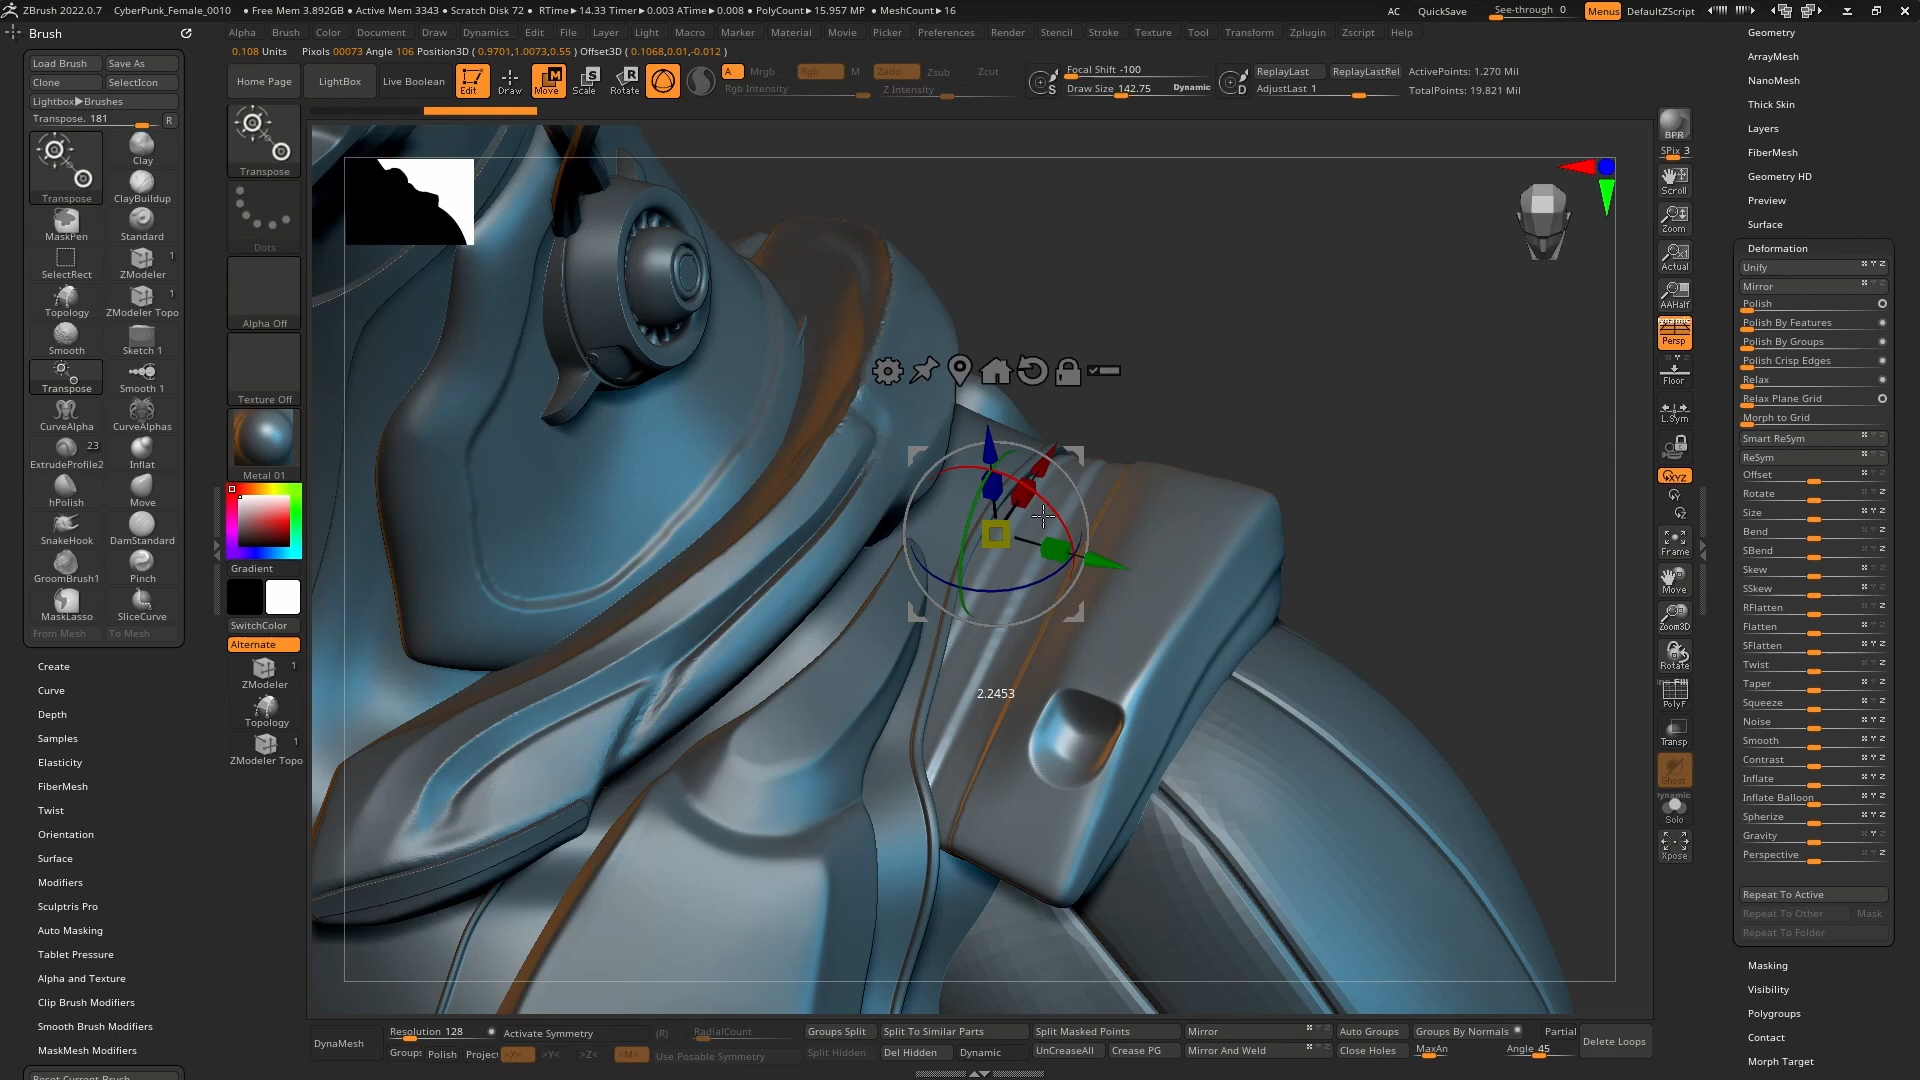 ZBrush 2022.0.7 CyberPunk_Female_0010 • Free Mem 3.892GB • Active Mem 3343 • Scratch Disk 72 • RTime►14.33 Timer►0.003 ATime►0.008 • PolyCount►15.957 MP • MeshCount►16 AC QuickSave See-through 0 Menus DefaultZScript
Brush
Alpha Brush Color Document Draw Dynamics Edit File Layer Light Macro Marker Material Movie Picker Preferences Render Stencil Stroke Texture Tool Transform Zplugin Zscript Help
0.108 Units Pixols 00073 Angle 106 Position3D ( 0.9701,1.0073,0.55 ) Offset3D ( 0.1068,0.01,-0.012 )
Load Brush Save As
Clone SelectIcon
Lightbox►Brushes
Transpose. 181 R
Home Page LightBox Live Boolean Edit Draw Move Scale Rotate
A Mrgb Rgb M Zadd Zsub Zcut
Rgb Intensity Z Intensity
S Focal Shift -100
Draw Size 142.75 Dynamic
D ReplayLast ReplayLastRel
AdjustLast 1
ActivePoints: 1.270 Mil
TotalPoints: 19.821 Mil
Transpose Clay
ClayBuildup
MaskPen Standard
SelectRect ZModeler 1
Topology ZModeler Topo 1
Smooth Sketch 1
Transpose Smooth 1
CurveAlpha CurveAlphas
ExtrudeProfile2 23 Inflat
hPolish Move
SnakeHook DamStandard
GroomBrush1 Pinch
MaskLasso SliceCurve
From Mesh To Mesh
Create
Curve
Depth
Samples
Elasticity
FiberMesh
Twist
Orientation
Surface
Modifiers
Sculptris Pro
Auto Masking
Tablet Pressure
Alpha and Texture
Clip Brush Modifiers
Smooth Brush Modifiers
MaskMesh Modifiers
Reset Current Brush
Transpose
Dots
Alpha Off
Texture Off
Metal 01
Gradient
SwitchColor
Alternate
ZModeler 1
Topology
ZModeler Topo 1
2.2453
BPR
SPix 3
Scroll
Zoom
Actual
AAHalf
Dynamic
Persp
Floor
L.Sym
XYZ
Frame
Move
Zoom3D
Rotate
PolyF
Transp
Ghost
Dynamic
Solo
Xpose
Geometry
ArrayMesh
NanoMesh
Thick Skin
Layers
FiberMesh
Geometry HD
Preview
Surface
Deformation
Unify
Mirror
Polish
Polish By Features
Polish By Groups
Polish Crisp Edges
Relax
Relax Plane Grid
Morph to Grid
Smart ReSym
ReSym
Offset
Rotate
Size
Bend
SBend
Skew
SSkew
RFlatten
Flatten
SFlatten
Twist
Taper
Squeeze
Noise
Smooth
Contrast
Inflate
Inflate Balloon
Spherize
Gravity
Perspective
Repeat To Active
Repeat To Other Mask
Repeat To Folder
Masking
Visibility
Polygroups
Contact
Morph Target
DynaMesh Resolution 128 Activate Symmetry (R) RadialCount Groups Split Split To Similar Parts Split Masked Points Mirror Auto Groups Groups By Normals Partial Delete Loops
Groups Polish Project >X< >Y< >Z< >M< Use Posable Symmetry Split Hidden Del Hidden Dynamic UnCreaseAll Crease PG Mirror And Weld Close Holes MaxAn Angle 45